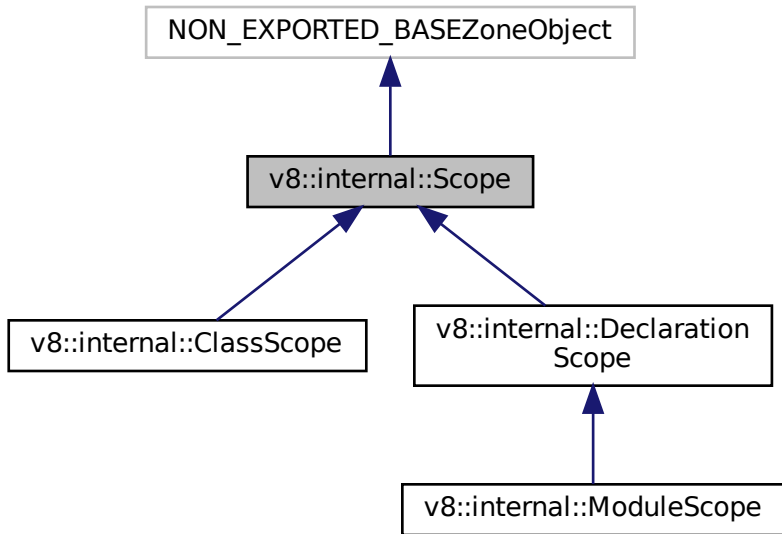 NON_EXPORTED_BASEZoneObject
v8::internal::Scope
v8::internal::ClassScope
v8::internal::Declaration
Scope
v8::internal::ModuleScope